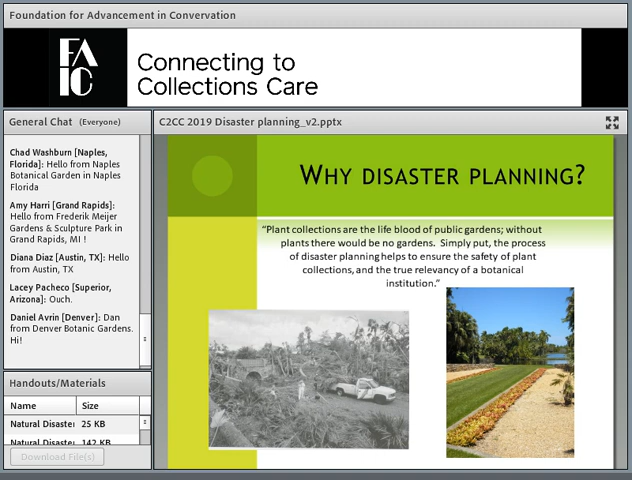 Foundation for Advancement in Convervation
FA
IC
Connecting to
Collections Care
General Chat (Everyone)
Chad Washburn [Naples,
Florida]: Hello from Naples
Botanical Garden in Naples
Florida
Amy Harri [Grand Rapids]:
Hello from Frederik Meijer
Gardens & Sculpture Park in
Grand Rapids, MI !
Diana Diaz [Austin, TX]: Hello
from Austin, TX
Lacey Pacheco [Superior,
Arizona]: Ouch.
Daniel Avrin [Denver]: Dan
from Denver Botanic Gardens.
Hi!
Handouts/Materials
Name Size
Natural Disaster 25 KB
Natural Disaster 142 KB
Download File(s)
C2CC 2019 Disaster planning_v2.pptx
WHY DISASTER PLANNING?
“Plant collections are the life blood of public gardens; without
plants there would be no gardens. Simply put, the process
of disaster planning helps to ensure the safety of plant
collections, and the true relevancy of a botanical
institution.”